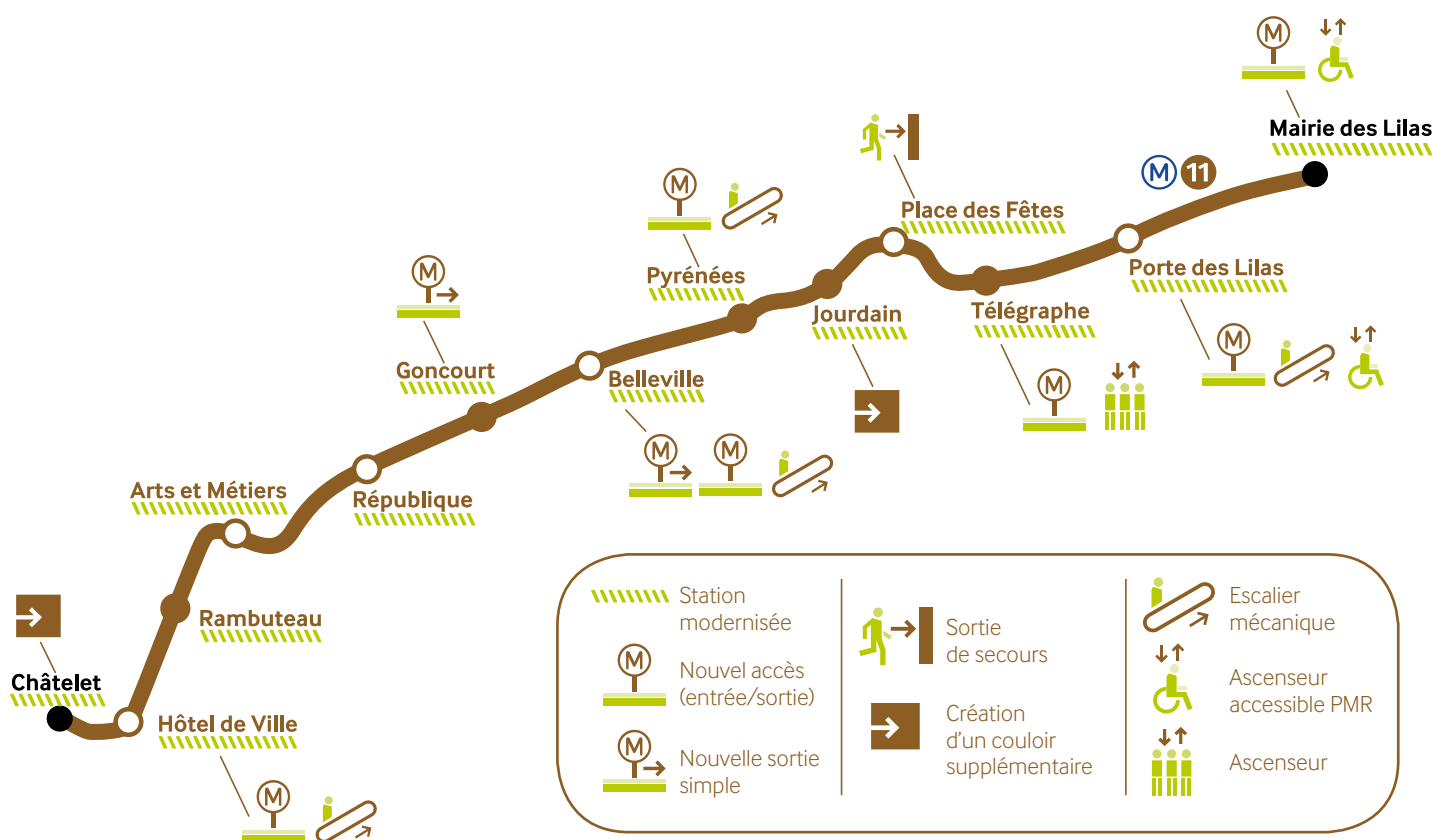 M
Mairie des Lilas
M 11
Place des Fêtes
M
Pyrénées
Porte des Lilas
M
Goncourt
Jourdain
Télégraphe
M
Belleville
M
M M
Arts et Métiers
République
Rambuteau
Châtelet
Hôtel de Ville
M
Station
modernisée
M
Nouvel accès
(entrée/sortie)
M
Nouvelle sortie
simple
Sortie
de secours
Création
d'un couloir
supplémentaire
Escalier
mécanique
Ascenseur
accessible PMR
Ascenseur